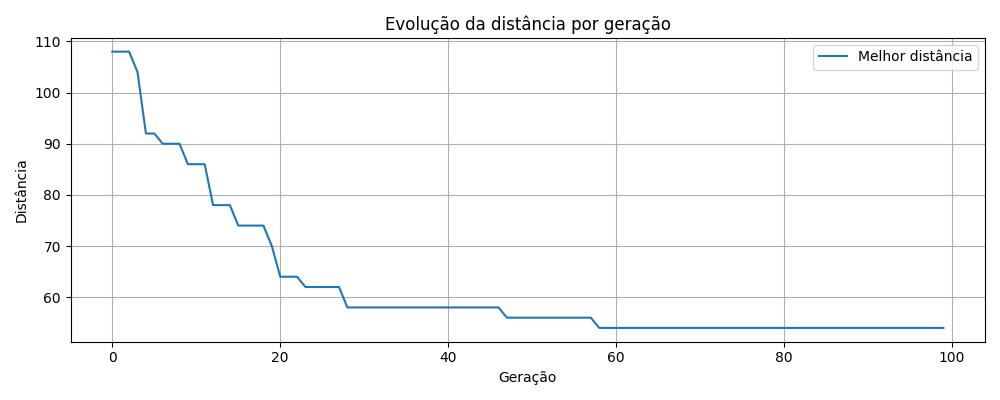 Evolução da distância por geração
Melhor distância
Distância
110
100
90
80
70
60
0 20 40 60 80 100
Geração